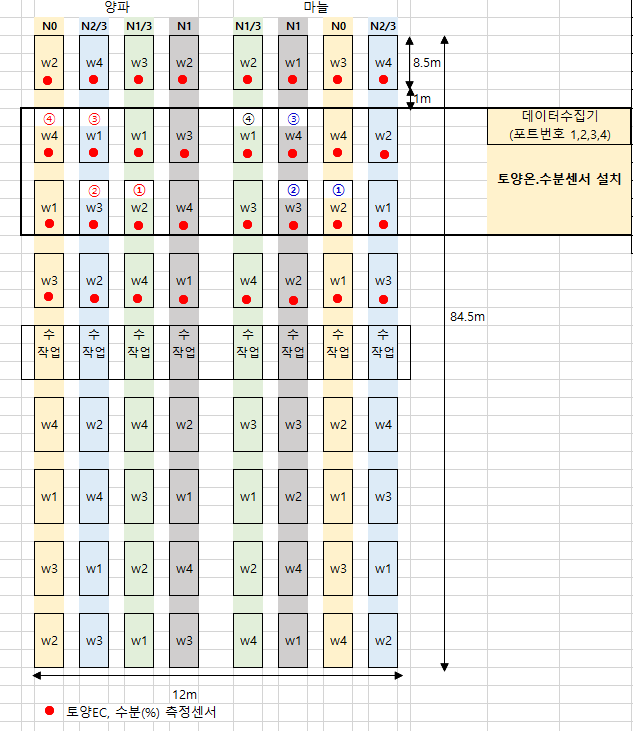 양파 마늘
N0 N2/3 N1/3 N1 N1/3 N1 N0 N2/3
w2 w4 w3 w2 w2 w1 w3 w4
8.5m
1m
④ ③ ④ ③
w4 w1 w1 w3 w1 w4 w4 w2
데이터수집기
(포트번호 1,2,3,4)
토양온.수분센서 설치
② ① ② ①
w1 w3 w2 w4 w3 w3 w2 w1
w3 w2 w4 w1 w4 w2 w1 w3
84.5m
수 수 수 수 수 수 수 수
작업 작업 작업 작업 작업 작업 작업 작업
w4 w2 w1 w3 w3 w3 w2 w4
w1 w4 w3 w1 w1 w2 w1 w3
w3 w1 w2 w4 w2 w4 w3 w1
w2 w3 w1 w2 w4 w1 w4 w2
12m
토양EC, 수분(%) 측정센서